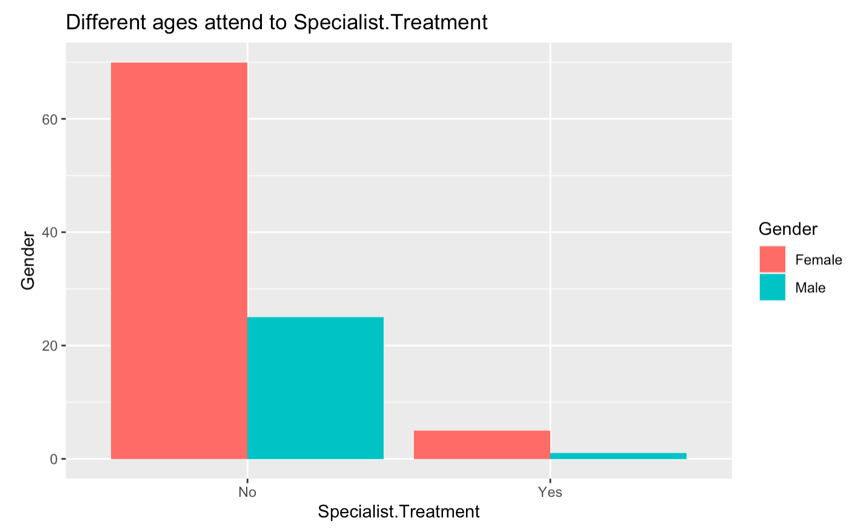 Different ages attend to Specialist.Treatment
60
40
20
0
Gender
No
Yes
Specialist.Treatment
Gender
Female
Male